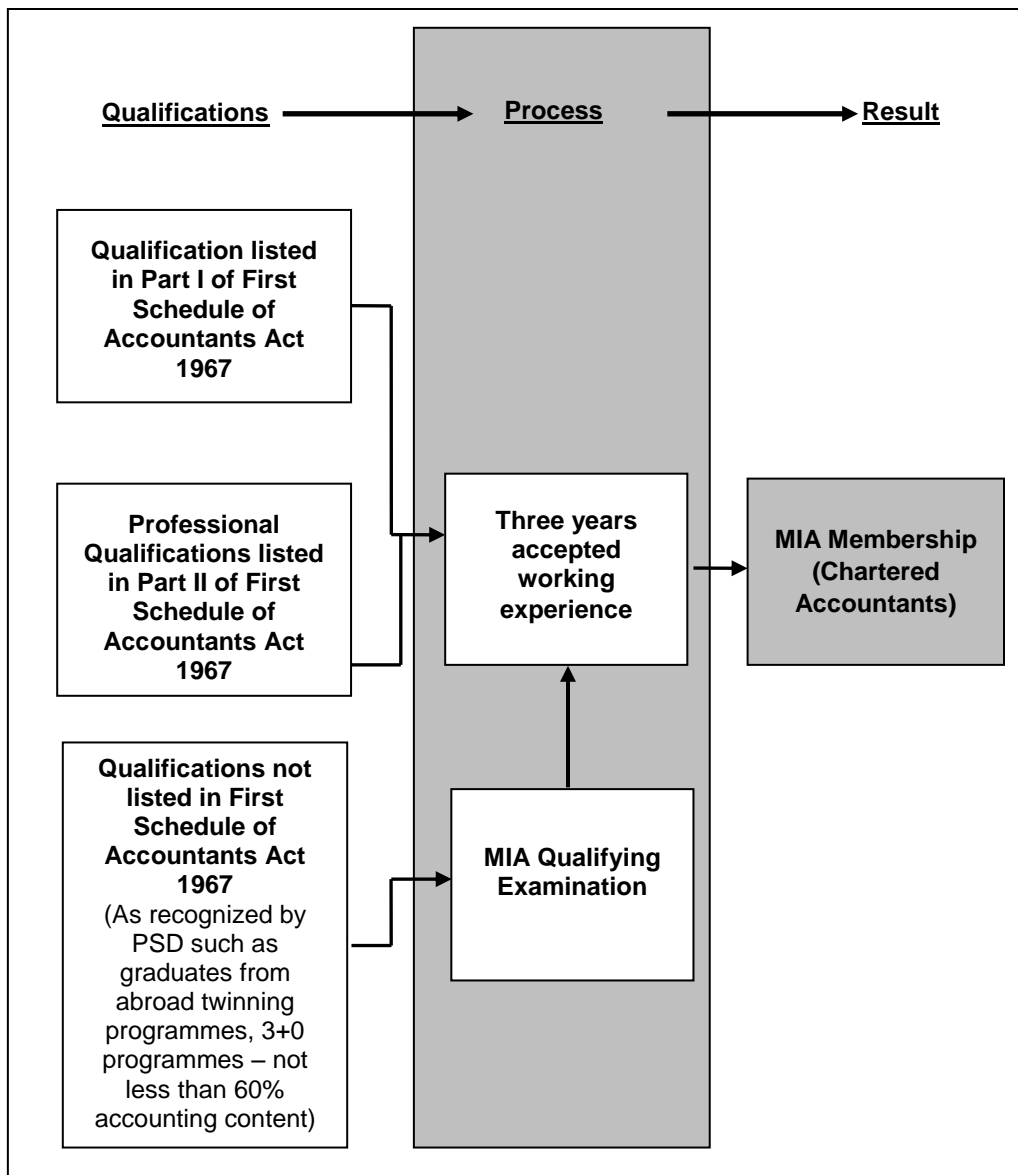 Qualifications
Process
Result
Qualification listed
in Part I of First
Schedule of
Accountants Act
1967
Professional
Qualifications listed
in Part II of First
Schedule of
Accountants Act
1967
Three years
accepted
working
experience
MIA Membership
(Chartered
Accountants)
Qualifications not
listed in First
Schedule of
Accountants Act
1967
(As recognized by
PSD such as
graduates from
abroad twinning
programmes, 3+0
programmes – not
less than 60%
accounting content)
MIA Qualifying
Examination